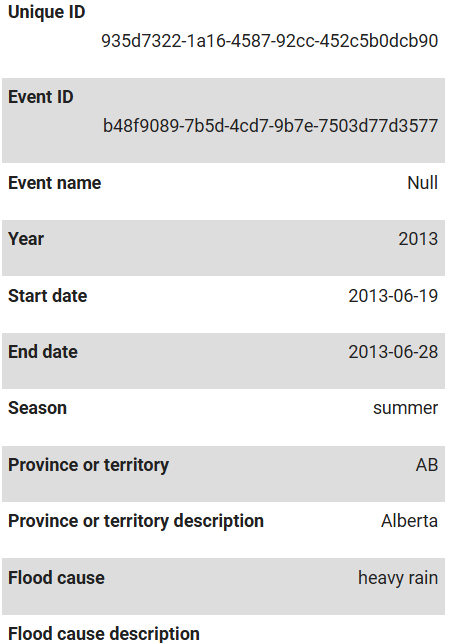 Unique ID
935d7322-1a16-4587-92cc-452c5b0dcb90
Event ID
b48f9089-7b5d-4cd7-9b7e-7503d77d3577
Event name Null
Year 2013
Start date 2013-06-19
End date 2013-06-28
Season summer
Province or territory AB
Province or territory description Alberta
Flood cause heavy rain
Flood cause description